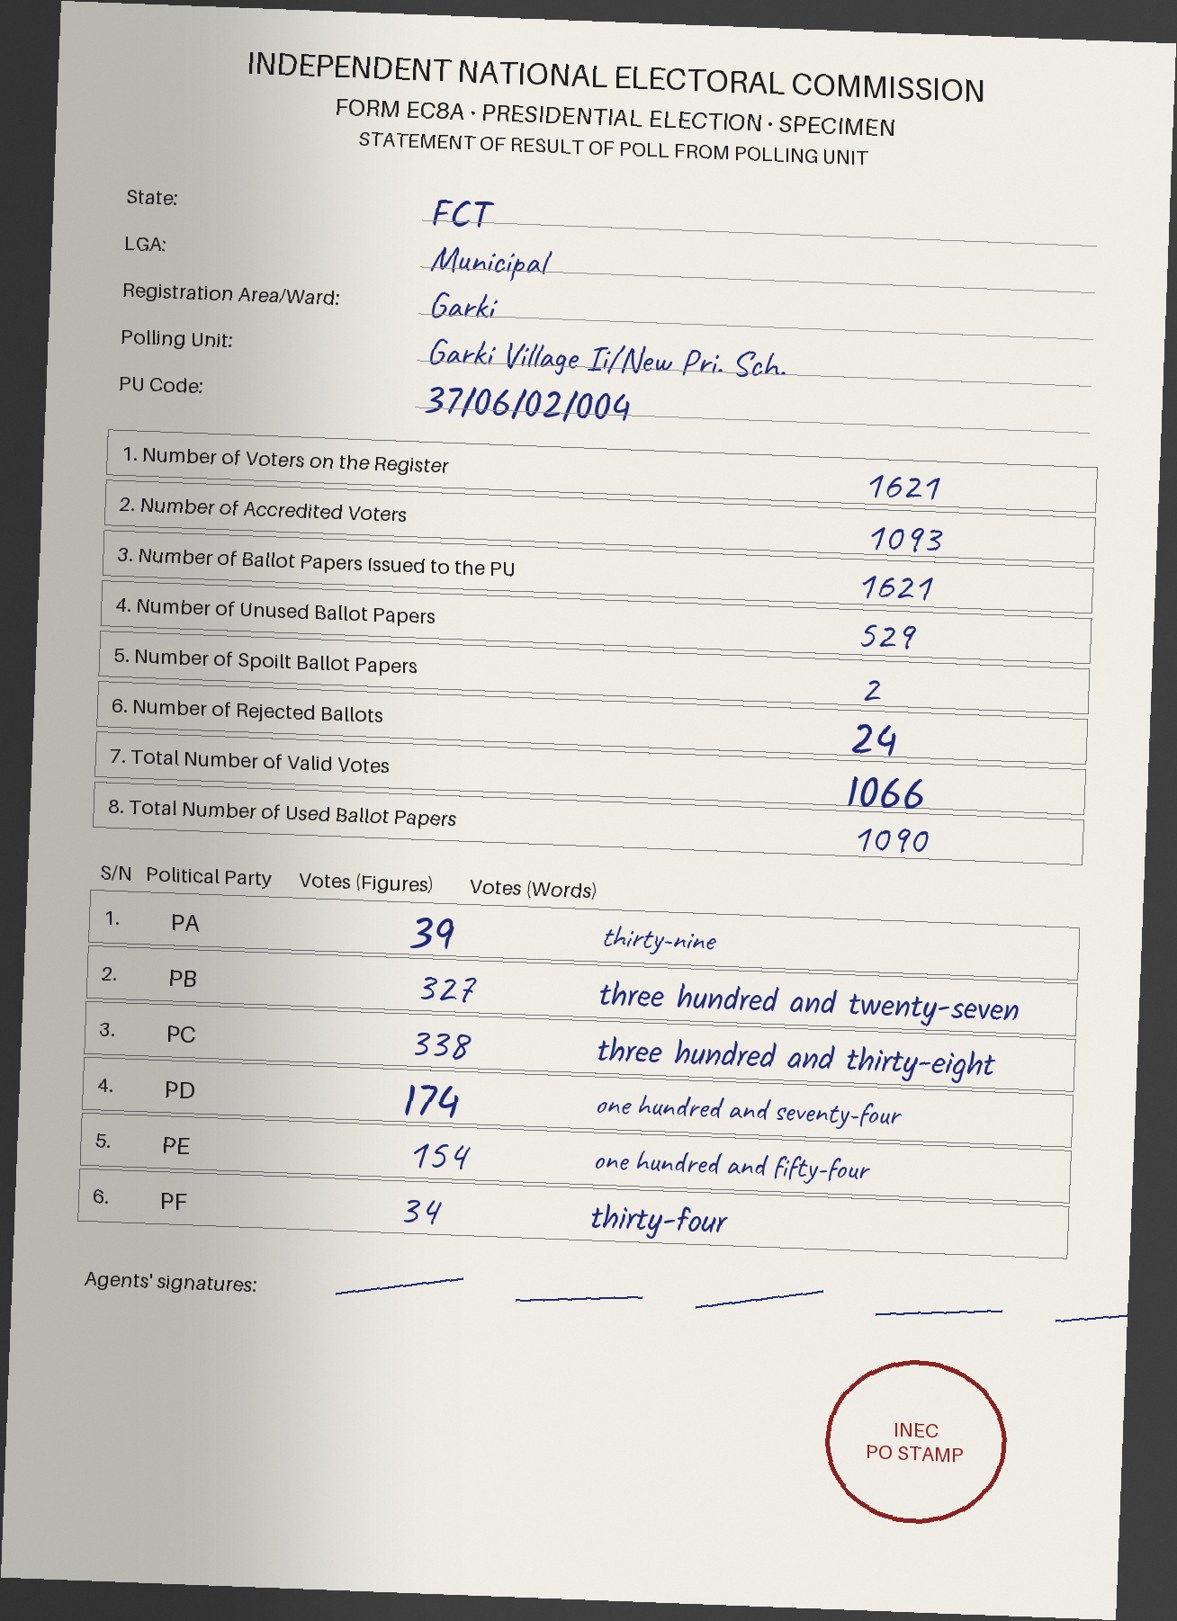 INDEPENDENT NATIONAL ELECTORAL COMMISSION
FORM EC8A · PRESIDENTIAL ELECTION · SPECIMEN
STATEMENT OF RESULT OF POLL FROM POLLING UNIT
State: FCT
LGA: Municipal
Registration Area/Ward: Garki
Polling Unit: Garki Village Ii/New Pri. Sch.
PU Code: 37/06/02/004
1. Number of Voters on the Register 1621
2. Number of Accredited Voters 1093
3. Number of Ballot Papers Issued to the PU 1621
4. Number of Unused Ballot Papers 529
5. Number of Spoilt Ballot Papers 2
6. Number of Rejected Ballots 24
7. Total Number of Valid Votes 1066
8. Total Number of Used Ballot Papers 1090
S/N Political Party Votes (Figures) Votes (Words)
1. PA 39 thirty-nine
2. PB 327 three hundred and twenty-seven
3. PC 338 three hundred and thirty-eight
4. PD 174 one hundred and seventy-four
5. PE 154 one hundred and fifty-four
6. PF 34 thirty-four
Agents' signatures:
INEC
PO STAMP